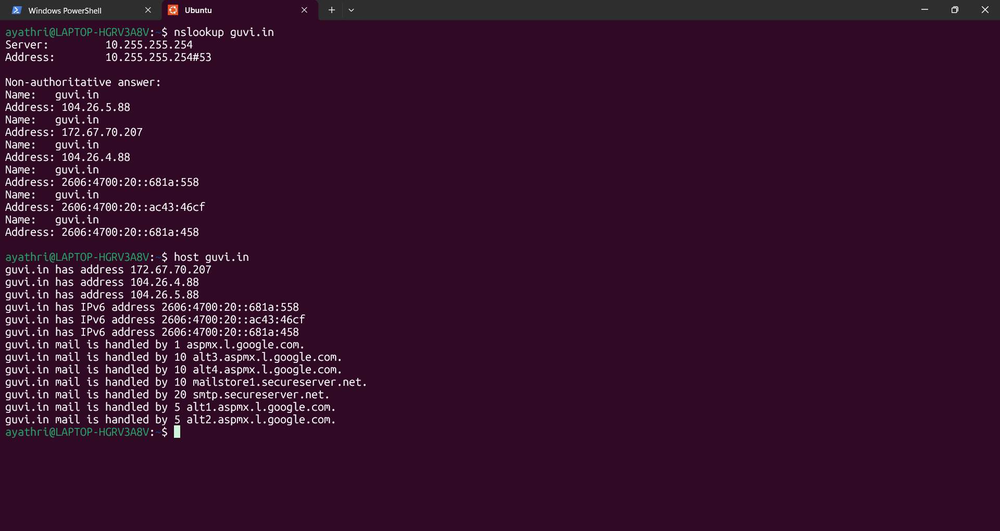 Windows PowerShell
Ubuntu
ayathri@LAPTOP-HGRV3A8V:~$ nslookup guvi.in
Server:         10.255.255.254
Address:        10.255.255.254#53
Non-authoritative answer:
Name:   guvi.in
Address: 104.26.5.88
Name:   guvi.in
Address: 172.67.70.207
Name:   guvi.in
Address: 104.26.4.88
Name:   guvi.in
Address: 2606:4700:20::681a:558
Name:   guvi.in
Address: 2606:4700:20::ac43:46cf
Name:   guvi.in
Address: 2606:4700:20::681a:458
ayathri@LAPTOP-HGRV3A8V:~$ host guvi.in
guvi.in has address 172.67.70.207
guvi.in has address 104.26.4.88
guvi.in has address 104.26.5.88
guvi.in has IPv6 address 2606:4700:20::681a:558
guvi.in has IPv6 address 2606:4700:20::ac43:46cf
guvi.in has IPv6 address 2606:4700:20::681a:458
guvi.in mail is handled by 1 aspmx.l.google.com.
guvi.in mail is handled by 10 alt3.aspmx.l.google.com.
guvi.in mail is handled by 10 alt4.aspmx.l.google.com.
guvi.in mail is handled by 10 mailstore1.secureserver.net.
guvi.in mail is handled by 20 smtp.secureserver.net.
guvi.in mail is handled by 5 alt1.aspmx.l.google.com.
guvi.in mail is handled by 5 alt2.aspmx.l.google.com.
ayathri@LAPTOP-HGRV3A8V:~$